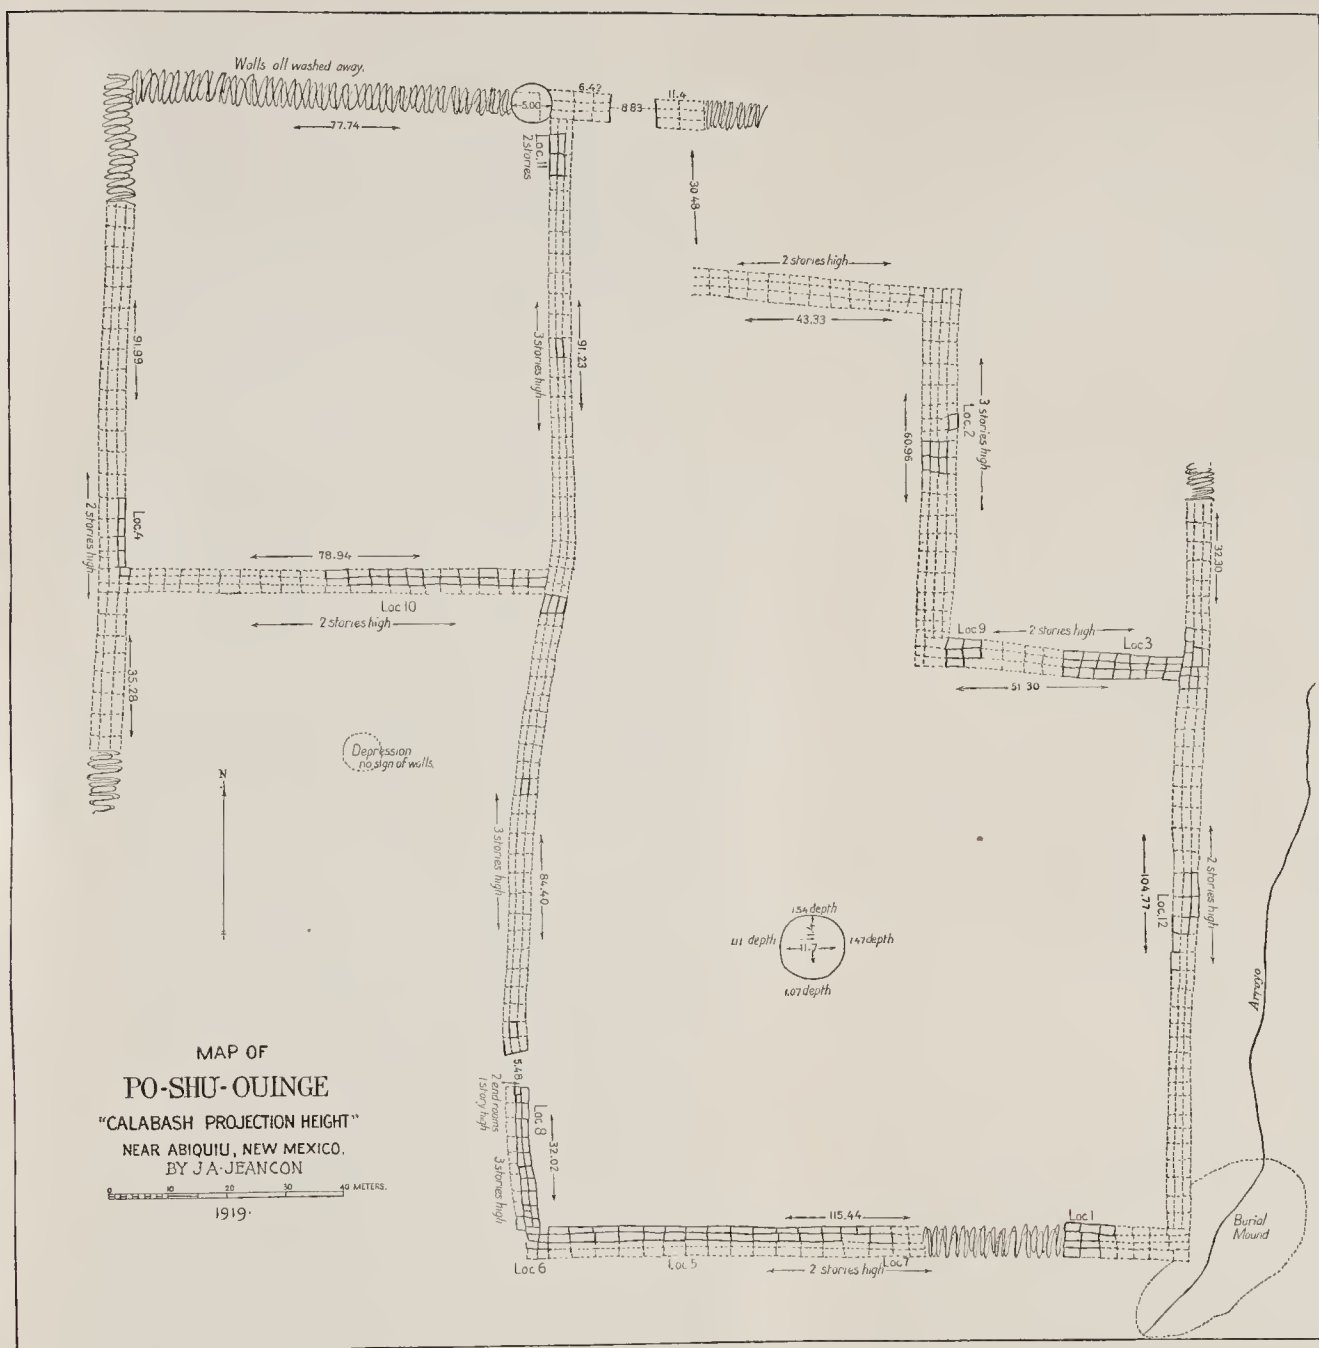 Walls all washed away.
77.74
5.00
6.42
8.83
11.4
Loc. 11
2 stories
30.48
2 stories high
43.33
91.99
3 stories high
91.23
3 stories high
Loc. 2
60.96
2 stories high
Loc. 4
78.94
Loc 10
2 stories high
32.30
Loc 9
2 stories high
Loc. 3
51.30
35.28
Depression
no sign of walls.
N
3 stories high
84.40
104.77
2 stories high
Loc. 12
1.54 depth
1.11 depth
11.4
11.7
1.47 depth
1.07 depth
Arroyo
5.48
2 end rooms
1 story high
Loc. 8
32.02
3 stories high
MAP OF
PO-SHU-OUINGE
"CALABASH PROJECTION HEIGHT"
NEAR ABIQUIU, NEW MEXICO.
BY J A-JEANCON
0 10 20 30 40 METERS.
1919.
115.44
Loc 1
Burial
Mound
Loc 6
Loc 5
Loc 7
2 stories high